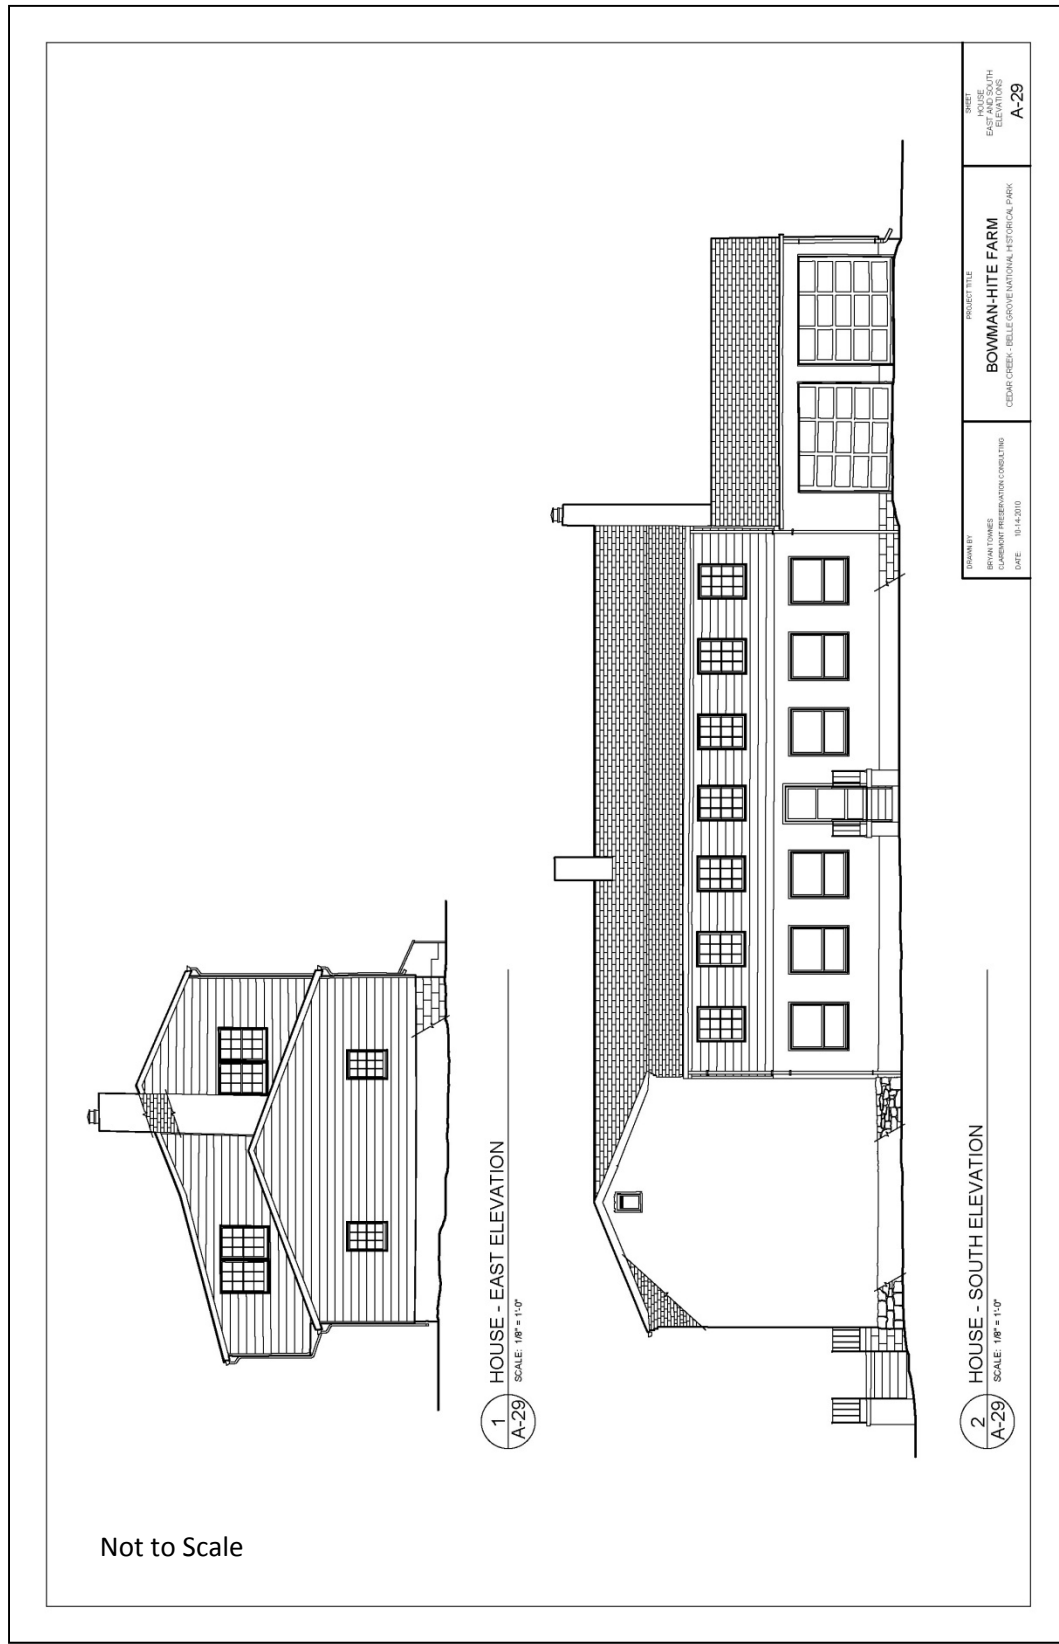 1
A-29
HOUSE - EAST ELEVATION
SCALE: 1/8" = 1'-0"
2
A-29
HOUSE - SOUTH ELEVATION
SCALE: 1/8" = 1'-0"
DRAWN BY
BRYAN TOWNES
CLAREMONT PRESERVATION CONSULTING
DATE: 10-14-2010
PROJECT TITLE
BOWMAN-HITE FARM
CEDAR CREEK - BELLE GROVE NATIONAL HISTORICAL PARK
SHEET
HOUSE
EAST AND SOUTH
ELEVATIONS
A-29
Not to Scale